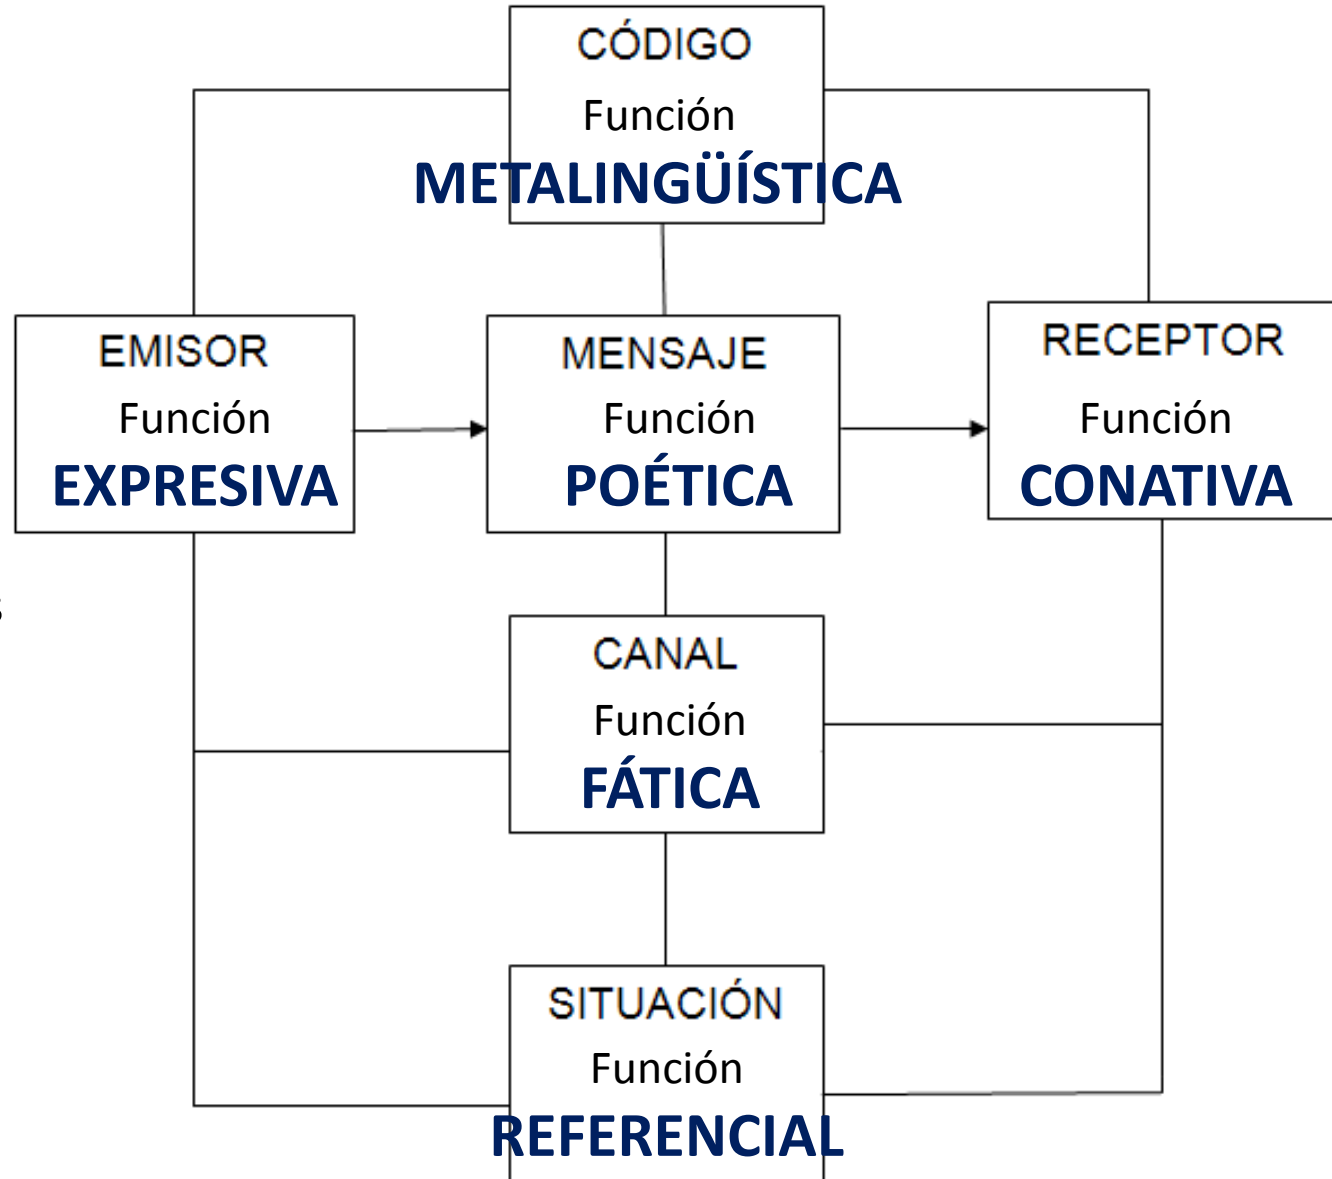 CÓDIGO
Función
METALINGÜÍSTICA
EMISOR
Función
EXPRESIVA
MENSAJE
Función
POÉTICA
RECEPTOR
Función
CONATIVA
s
CANAL
Función
FÁTICA
SITUACIÓN
Función
REFERENCIAL